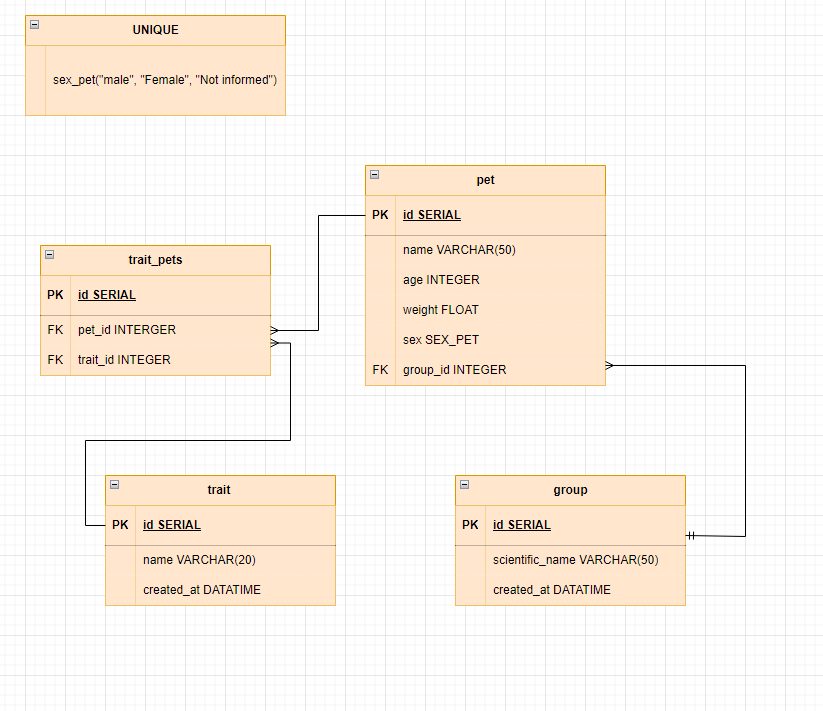 UNIQUE
sex_pet("male", "Female", "Not informed")
pet
PK id SERIAL
name VARCHAR(50)
age INTEGER
weight FLOAT
sex SEX_PET
FK group_id INTEGER
trait_pets
PK id SERIAL
FK pet_id INTERGER
FK trait_id INTEGER
trait
PK id SERIAL
name VARCHAR(20)
created_at DATATIME
group
PK id SERIAL
scientific_name VARCHAR(50)
created_at DATATIME